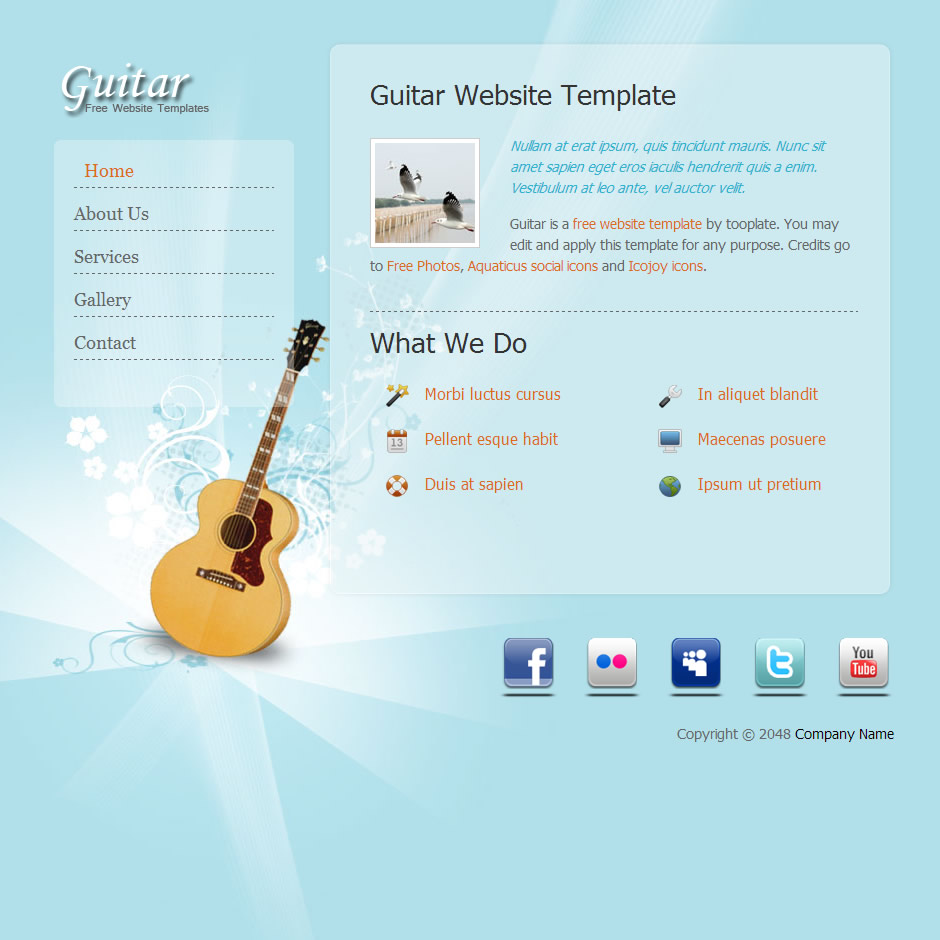 Guitar
Free Website Templates
Home
About Us
Services
Gallery
Contact
Guitar Website Template
Nullam at erat ipsum, quis tincidunt mauris. Nunc sit
amet sapien eget eros iaculis hendrerit quis a enim.
Vestibulum at leo ante, vel auctor velit.
Guitar is a free website template by tooplate. You may
edit and apply this template for any purpose. Credits go
to Free Photos, Aquaticus social icons and Icojoy icons.
What We Do
Morbi luctus cursus
In aliquet blandit
13
Pellent esque habit
Maecenas posuere
Duis at sapien
Ipsum ut pretium
f
t
You
Tube
Copyright © 2048 Company Name